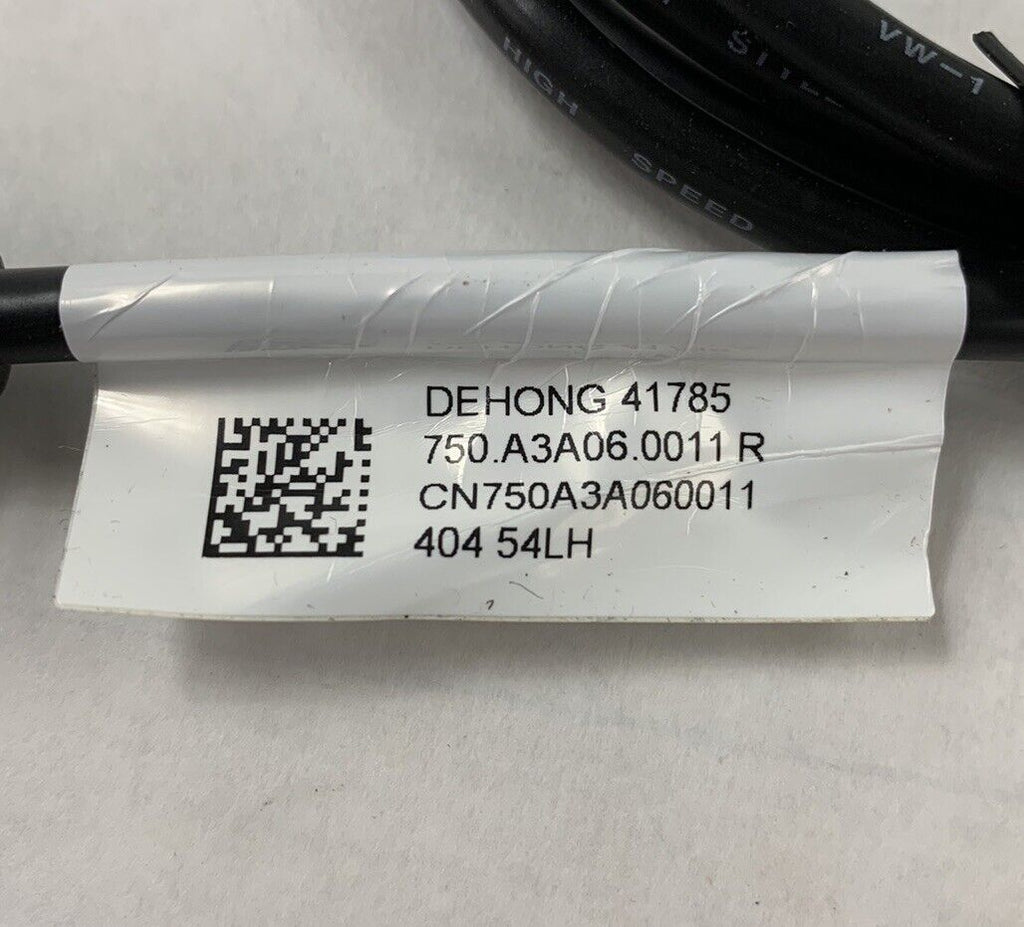 VW-1
HIGH SPEED
DEHONG 41785
750.A3A06.0011 R
CN750A3A060011
404 54LH